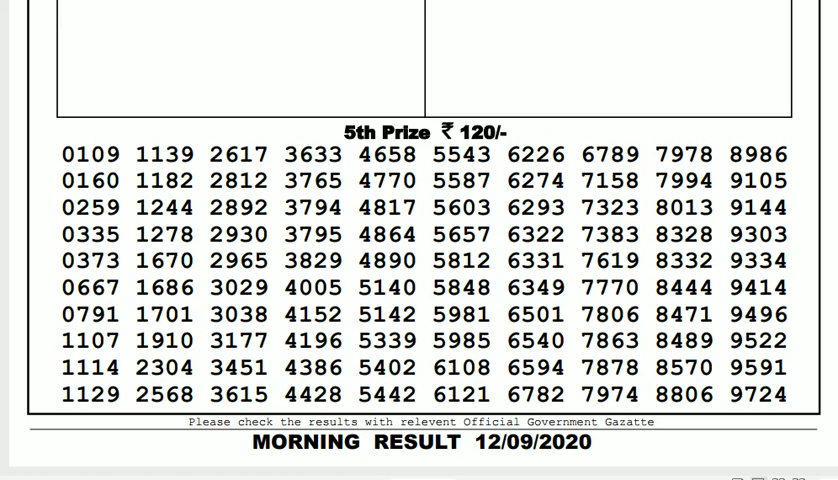 5th Prize ₹ 120/-
0109 1139 2617 3633 4658 5543 6226 6789 7978 8986
0160 1182 2812 3765 4770 5587 6274 7158 7994 9105
0259 1244 2892 3794 4817 5603 6293 7323 8013 9144
0335 1278 2930 3795 4864 5657 6322 7383 8328 9303
0373 1670 2965 3829 4890 5812 6331 7619 8332 9334
0667 1686 3029 4005 5140 5848 6349 7770 8444 9414
0791 1701 3038 4152 5142 5981 6501 7806 8471 9496
1107 1910 3177 4196 5339 5985 6540 7863 8489 9522
1114 2304 3451 4386 5402 6108 6594 7878 8570 9591
1129 2568 3615 4428 5442 6121 6782 7974 8806 9724
Please check the results with relevent Official Government Gazatte
MORNING RESULT 12/09/2020